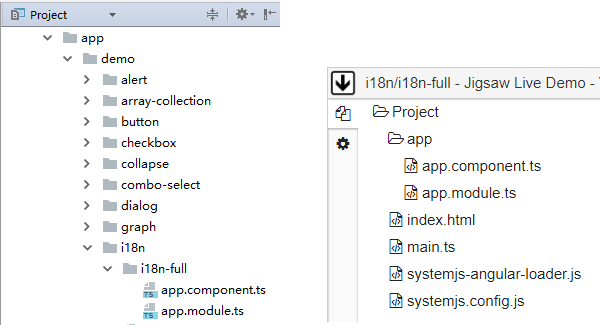 Project
app
demo
alert
array-collection
button
checkbox
collapse
combo-select
dialog
graph
i18n
i18n-full
TS app.component.ts
TS app.module.ts
i18n/i18n-full - Jigsaw Live Demo -
Project
app
app.component.ts
app.module.ts
index.html
main.ts
systemjs-angular-loader.js
systemjs.config.js